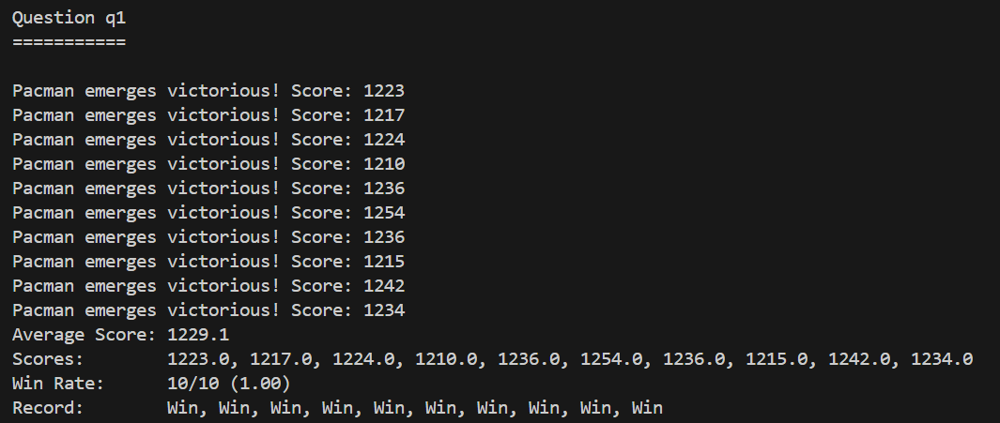 Question q1
===========
Pacman emerges victorious! Score: 1223
Pacman emerges victorious! Score: 1217
Pacman emerges victorious! Score: 1224
Pacman emerges victorious! Score: 1210
Pacman emerges victorious! Score: 1236
Pacman emerges victorious! Score: 1254
Pacman emerges victorious! Score: 1236
Pacman emerges victorious! Score: 1215
Pacman emerges victorious! Score: 1242
Pacman emerges victorious! Score: 1234
Average Score: 1229.1
Scores:        1223.0, 1217.0, 1224.0, 1210.0, 1236.0, 1254.0, 1236.0, 1215.0, 1242.0, 1234.0
Win Rate:      10/10 (1.00)
Record:        Win, Win, Win, Win, Win, Win, Win, Win, Win, Win